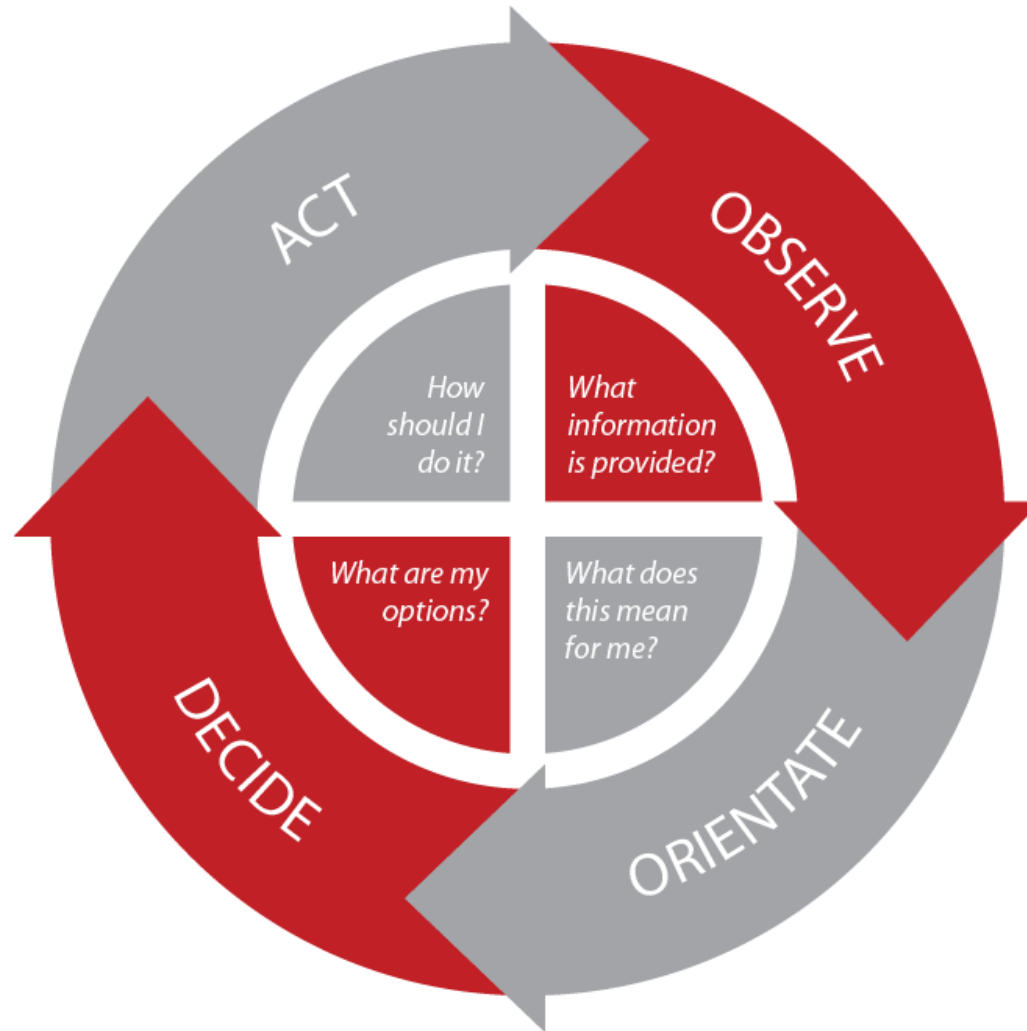 ACT
OBSERVE
How
should I
do it?
What
information
is provided?
What are my
options?
What does
this mean
for me?
DECIDE
ORIENTATE